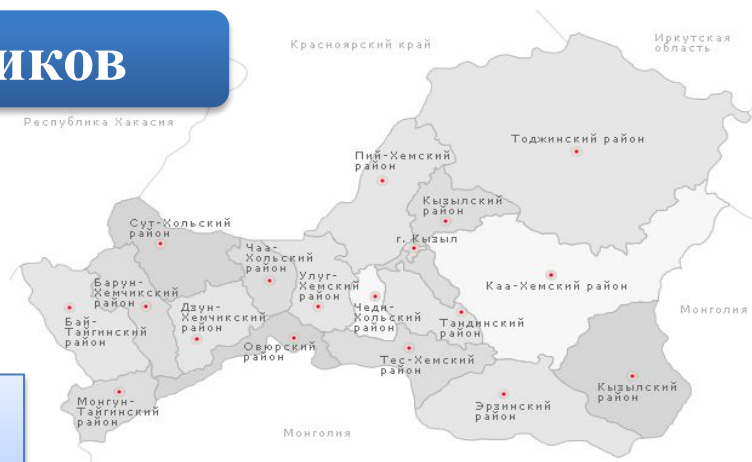 иков
Красноярский край
Иркутская
область
Республика Хакасия
Тоджинский район
Пий-Хемский
район
Кызылский
район
Сут-Хольский
район
г. Кызыл
Чаа-
Хольский
район
Улуг-
Хемский
район
Каа-Хемский район
Барун-
Хемчикский
район
Дзун-
Хемчикский
район
Чеди-
Хольский
район
Монголия
Бай-
Тайгинский
район
Тандинский
район
Овюрский
район
Тес-Хемский
район
Кызылский
район
Монгун-
Тайгинский
район
Эрзинский
район
Монголия